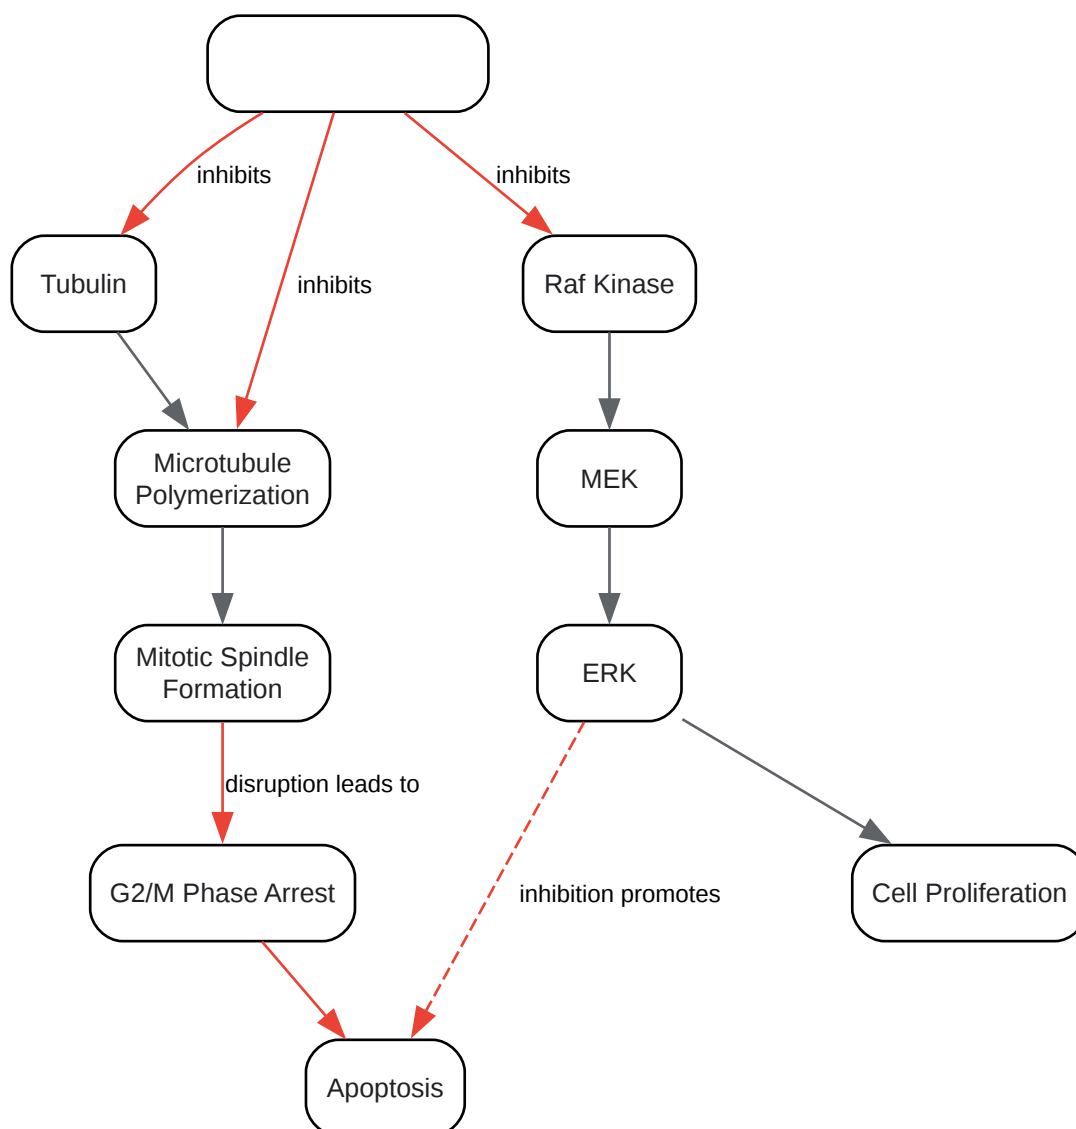 inhibits
inhibits
inhibits
Tubulin
Raf Kinase
Microtubule
Polymerization
MEK
Mitotic Spindle
Formation
ERK
disruption leads to
G2/M Phase Arrest
inhibition promotes
Cell Proliferation
Apoptosis